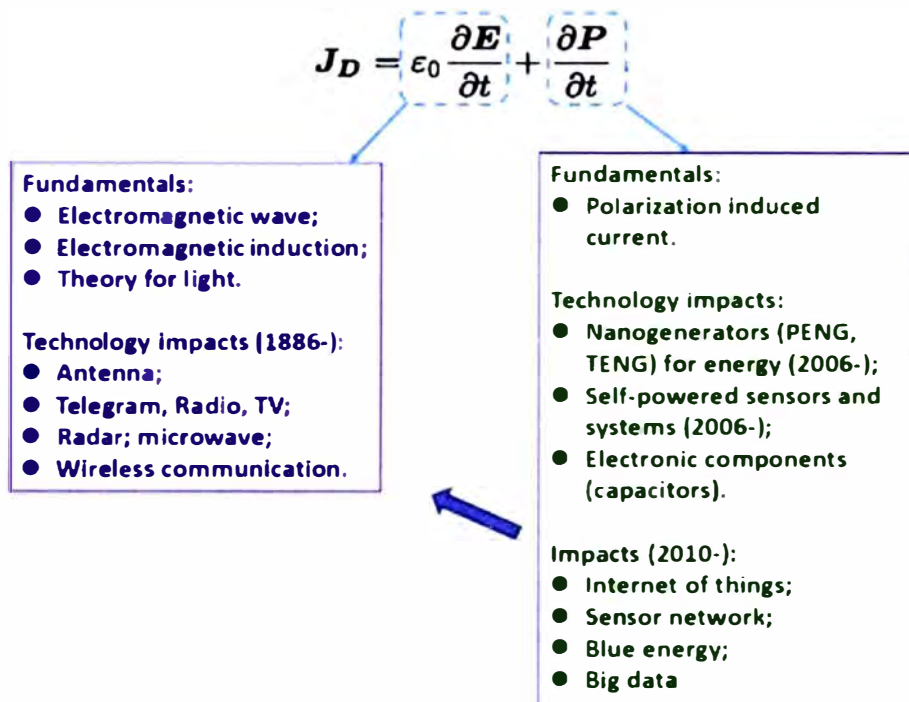 J_D = ε₀ ∂E/∂t + ∂P/∂t
Fundamentals:
● Electromagnetic wave;
● Electromagnetic induction;
● Theory for light.
Technology impacts (1886-):
● Antenna;
● Telegram, Radio, TV;
● Radar; microwave;
● Wireless communication.
Fundamentals:
● Polarization induced
current.
Technology impacts:
● Nanogenerators (PENG,
TENG) for energy (2006-);
● Self-powered sensors and
systems (2006-);
● Electronic components
(capacitors).
Impacts (2010-):
● Internet of things;
● Sensor network;
● Blue energy;
● Big data